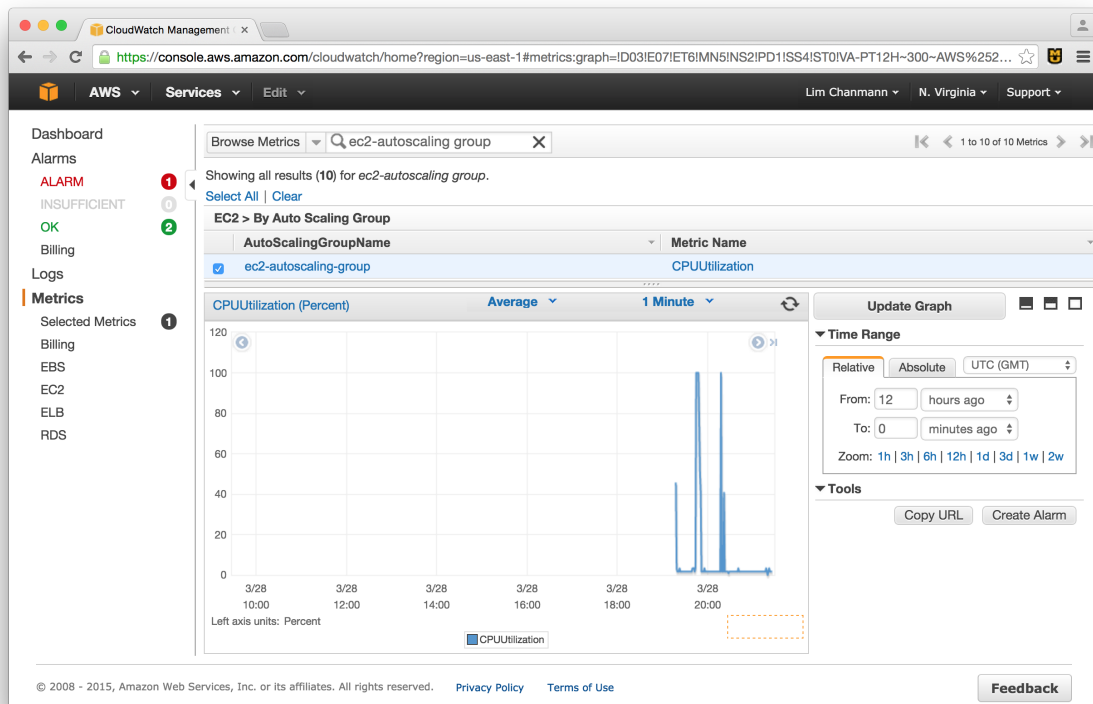 CloudWatch Management
https://console.aws.amazon.com/cloudwatch/home?region=us-east-1#metrics:graph=!D03!E07!ET6!MN5!NS2!PD1!SS4!ST0!VA-PT12H~300~AWS%252...
AWS Services Edit Lim Chanmann N. Virginia Support
Dashboard
Alarms
ALARM 1
INSUFFICIENT 0
OK 2
Billing
Logs
Metrics
Selected Metrics 1
Billing
EBS
EC2
ELB
RDS
Browse Metrics ec2-autoscaling group
1 to 10 of 10 Metrics
Showing all results (10) for ec2-autoscaling group.
Select All | Clear
EC2 > By Auto Scaling Group
AutoScalingGroupName Metric Name
ec2-autoscaling-group CPUUtilization
CPUUtilization (Percent) Average 1 Minute
120
100
80
60
40
20
0
3/28 3/28 3/28 3/28 3/28 3/28
10:00 12:00 14:00 16:00 18:00 20:00
Left axis units: Percent
CPUUtilization
Update Graph
Time Range
Relative Absolute UTC (GMT)
From: 12 hours ago
To: 0 minutes ago
Zoom: 1h | 3h | 6h | 12h | 1d | 3d | 1w | 2w
Tools
Copy URL Create Alarm
© 2008 - 2015, Amazon Web Services, Inc. or its affiliates. All rights reserved. Privacy Policy Terms of Use
Feedback